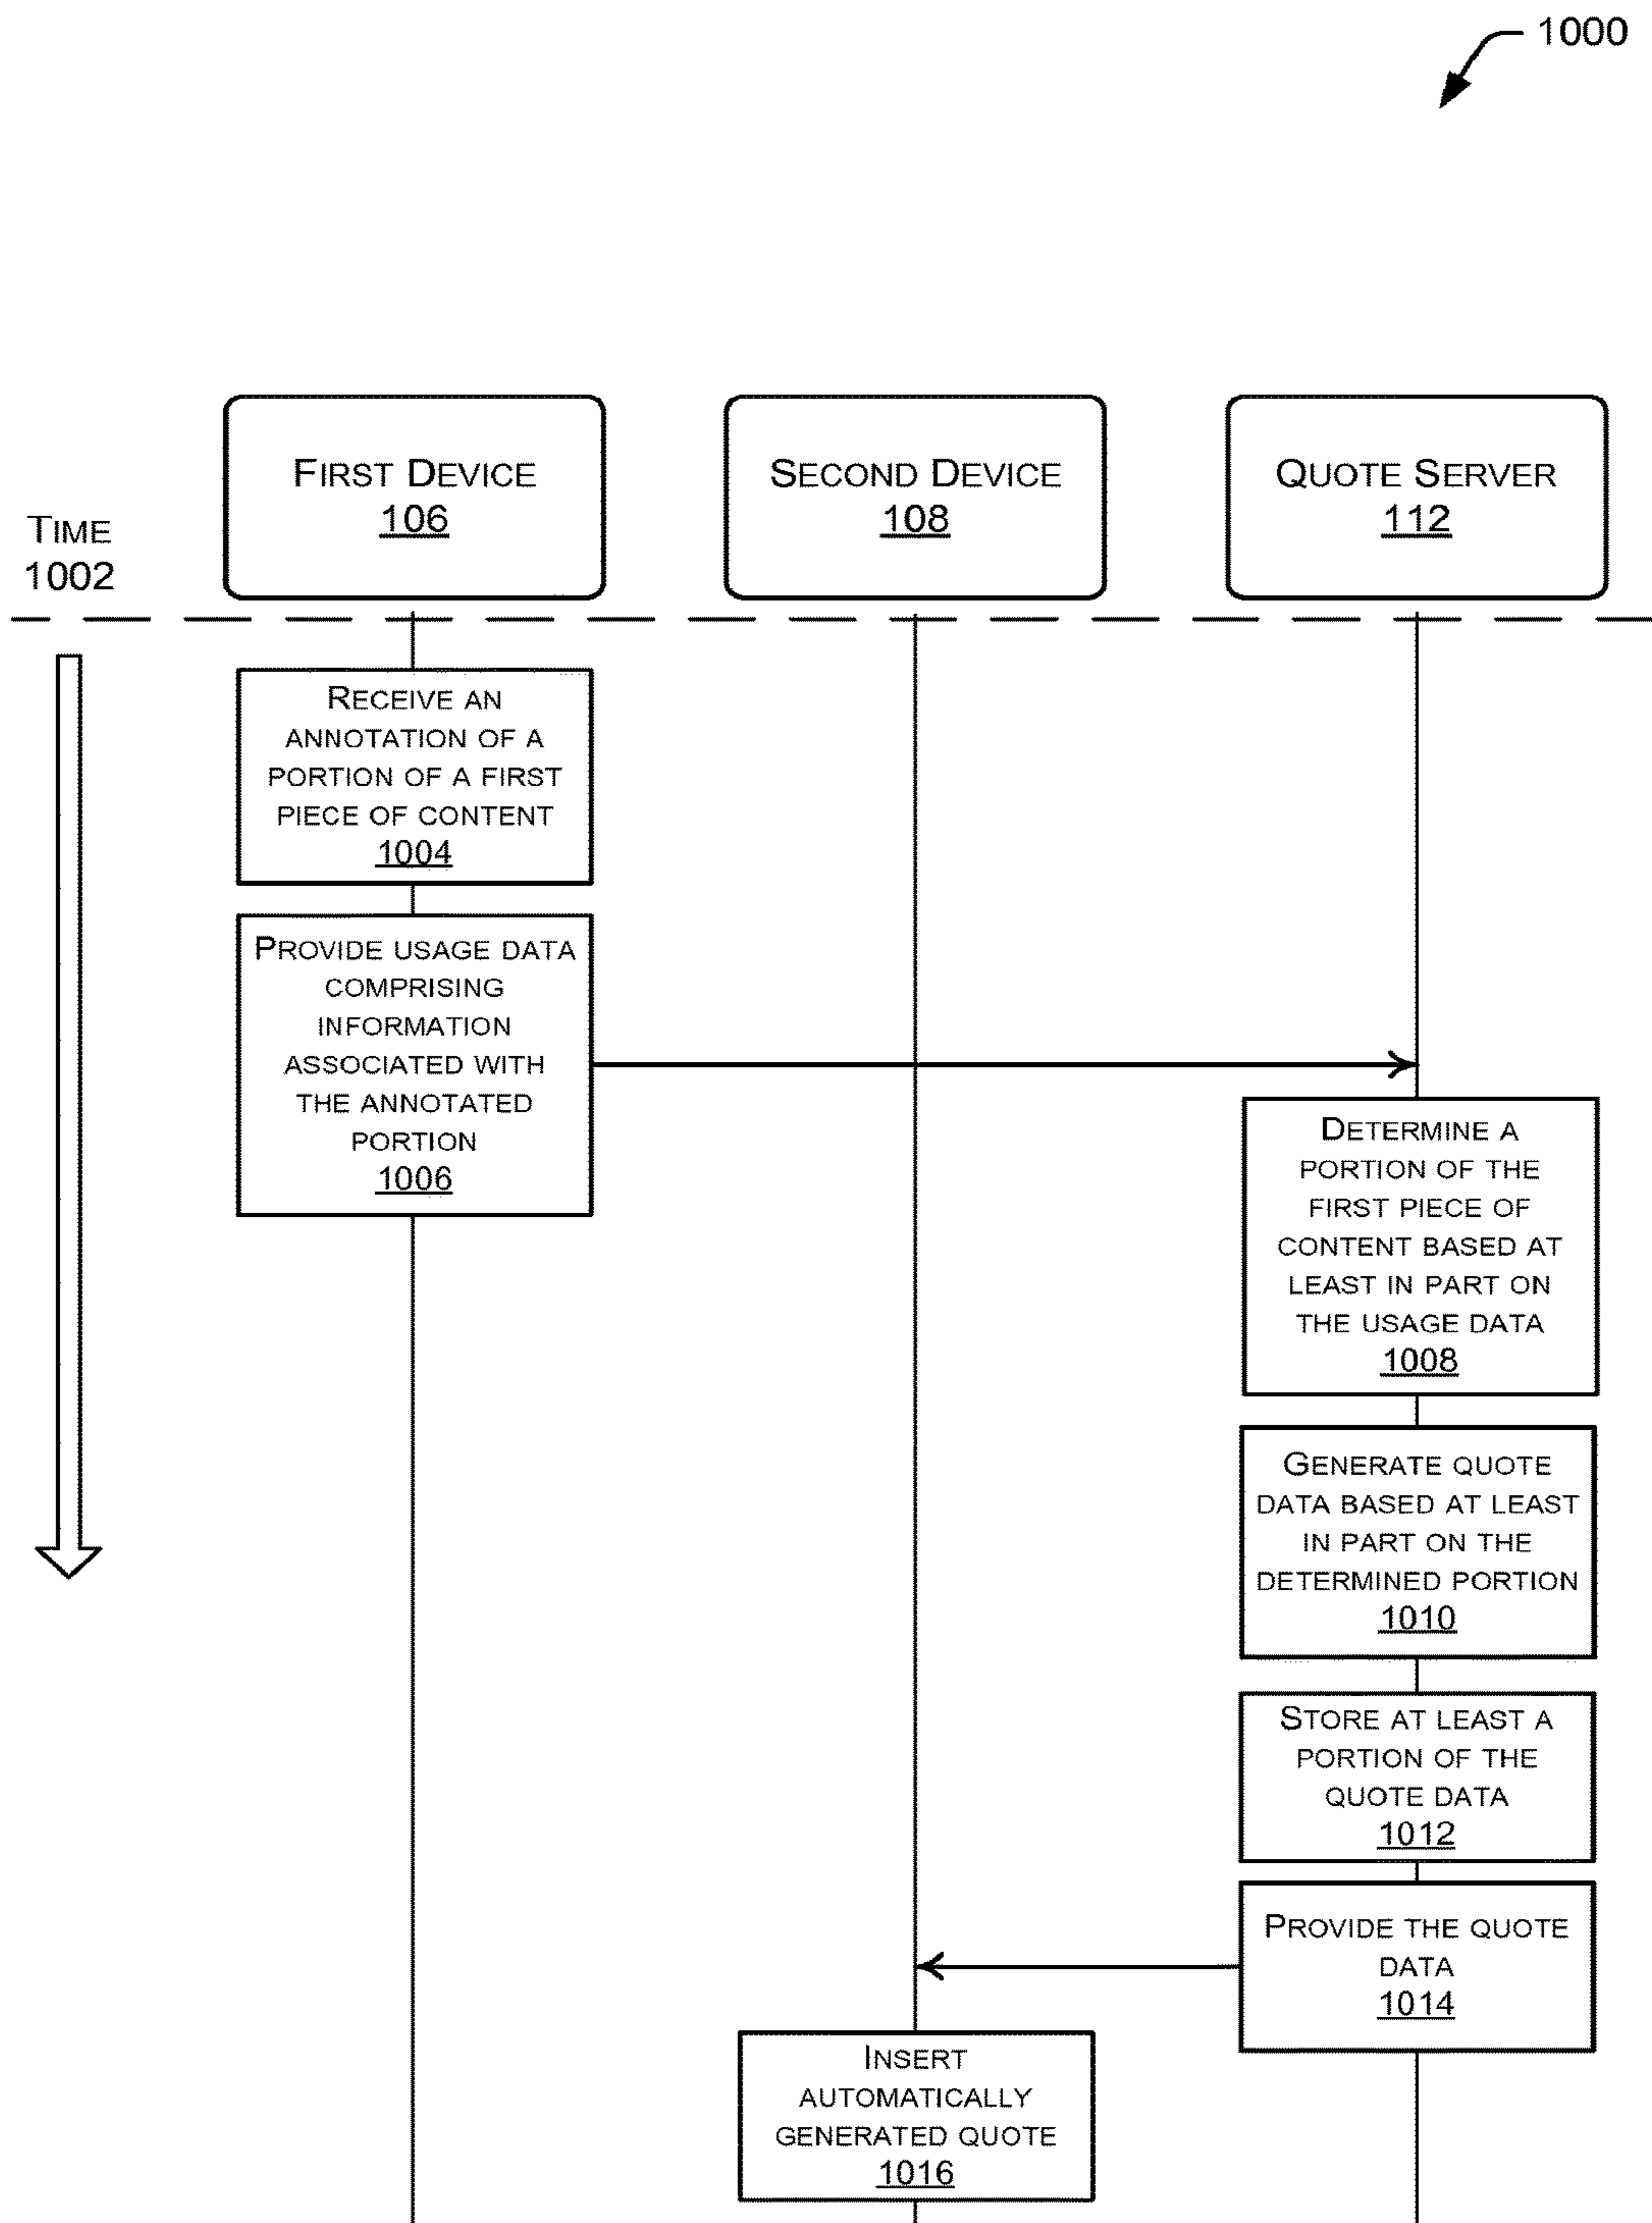 1000
FIRST DEVICE
106
SECOND DEVICE
108
QUOTE SERVER
112
TIME
1002
RECEIVE AN
ANNOTATION OF A
PORTION OF A FIRST
PIECE OF CONTENT
1004
PROVIDE USAGE DATA
COMPRISING
INFORMATION
ASSOCIATED WITH
THE ANNOTATED
PORTION
1006
DETERMINE A
PORTION OF THE
FIRST PIECE OF
CONTENT BASED AT
LEAST IN PART ON
THE USAGE DATA
1008
GENERATE QUOTE
DATA BASED AT LEAST
IN PART ON THE
DETERMINED PORTION
1010
STORE AT LEAST A
PORTION OF THE
QUOTE DATA
1012
PROVIDE THE QUOTE
DATA
1014
INSERT
AUTOMATICALLY
GENERATED QUOTE
1016